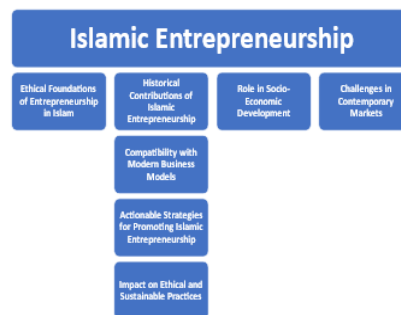 Islamic Entrepreneurship
Ethical Foundations
of Entrepreneurship
in Islam
Historical
Contributions of
Islamic
Entrepreneurship
Role in Socio-
Economic
Development
Challenges in
Contemporary
Markets
Compatibility with
Modern Business
Models
Actionable Strategies
for Promoting Islamic
Entrepreneurship
Impact on Ethical and
Sustainable Practices